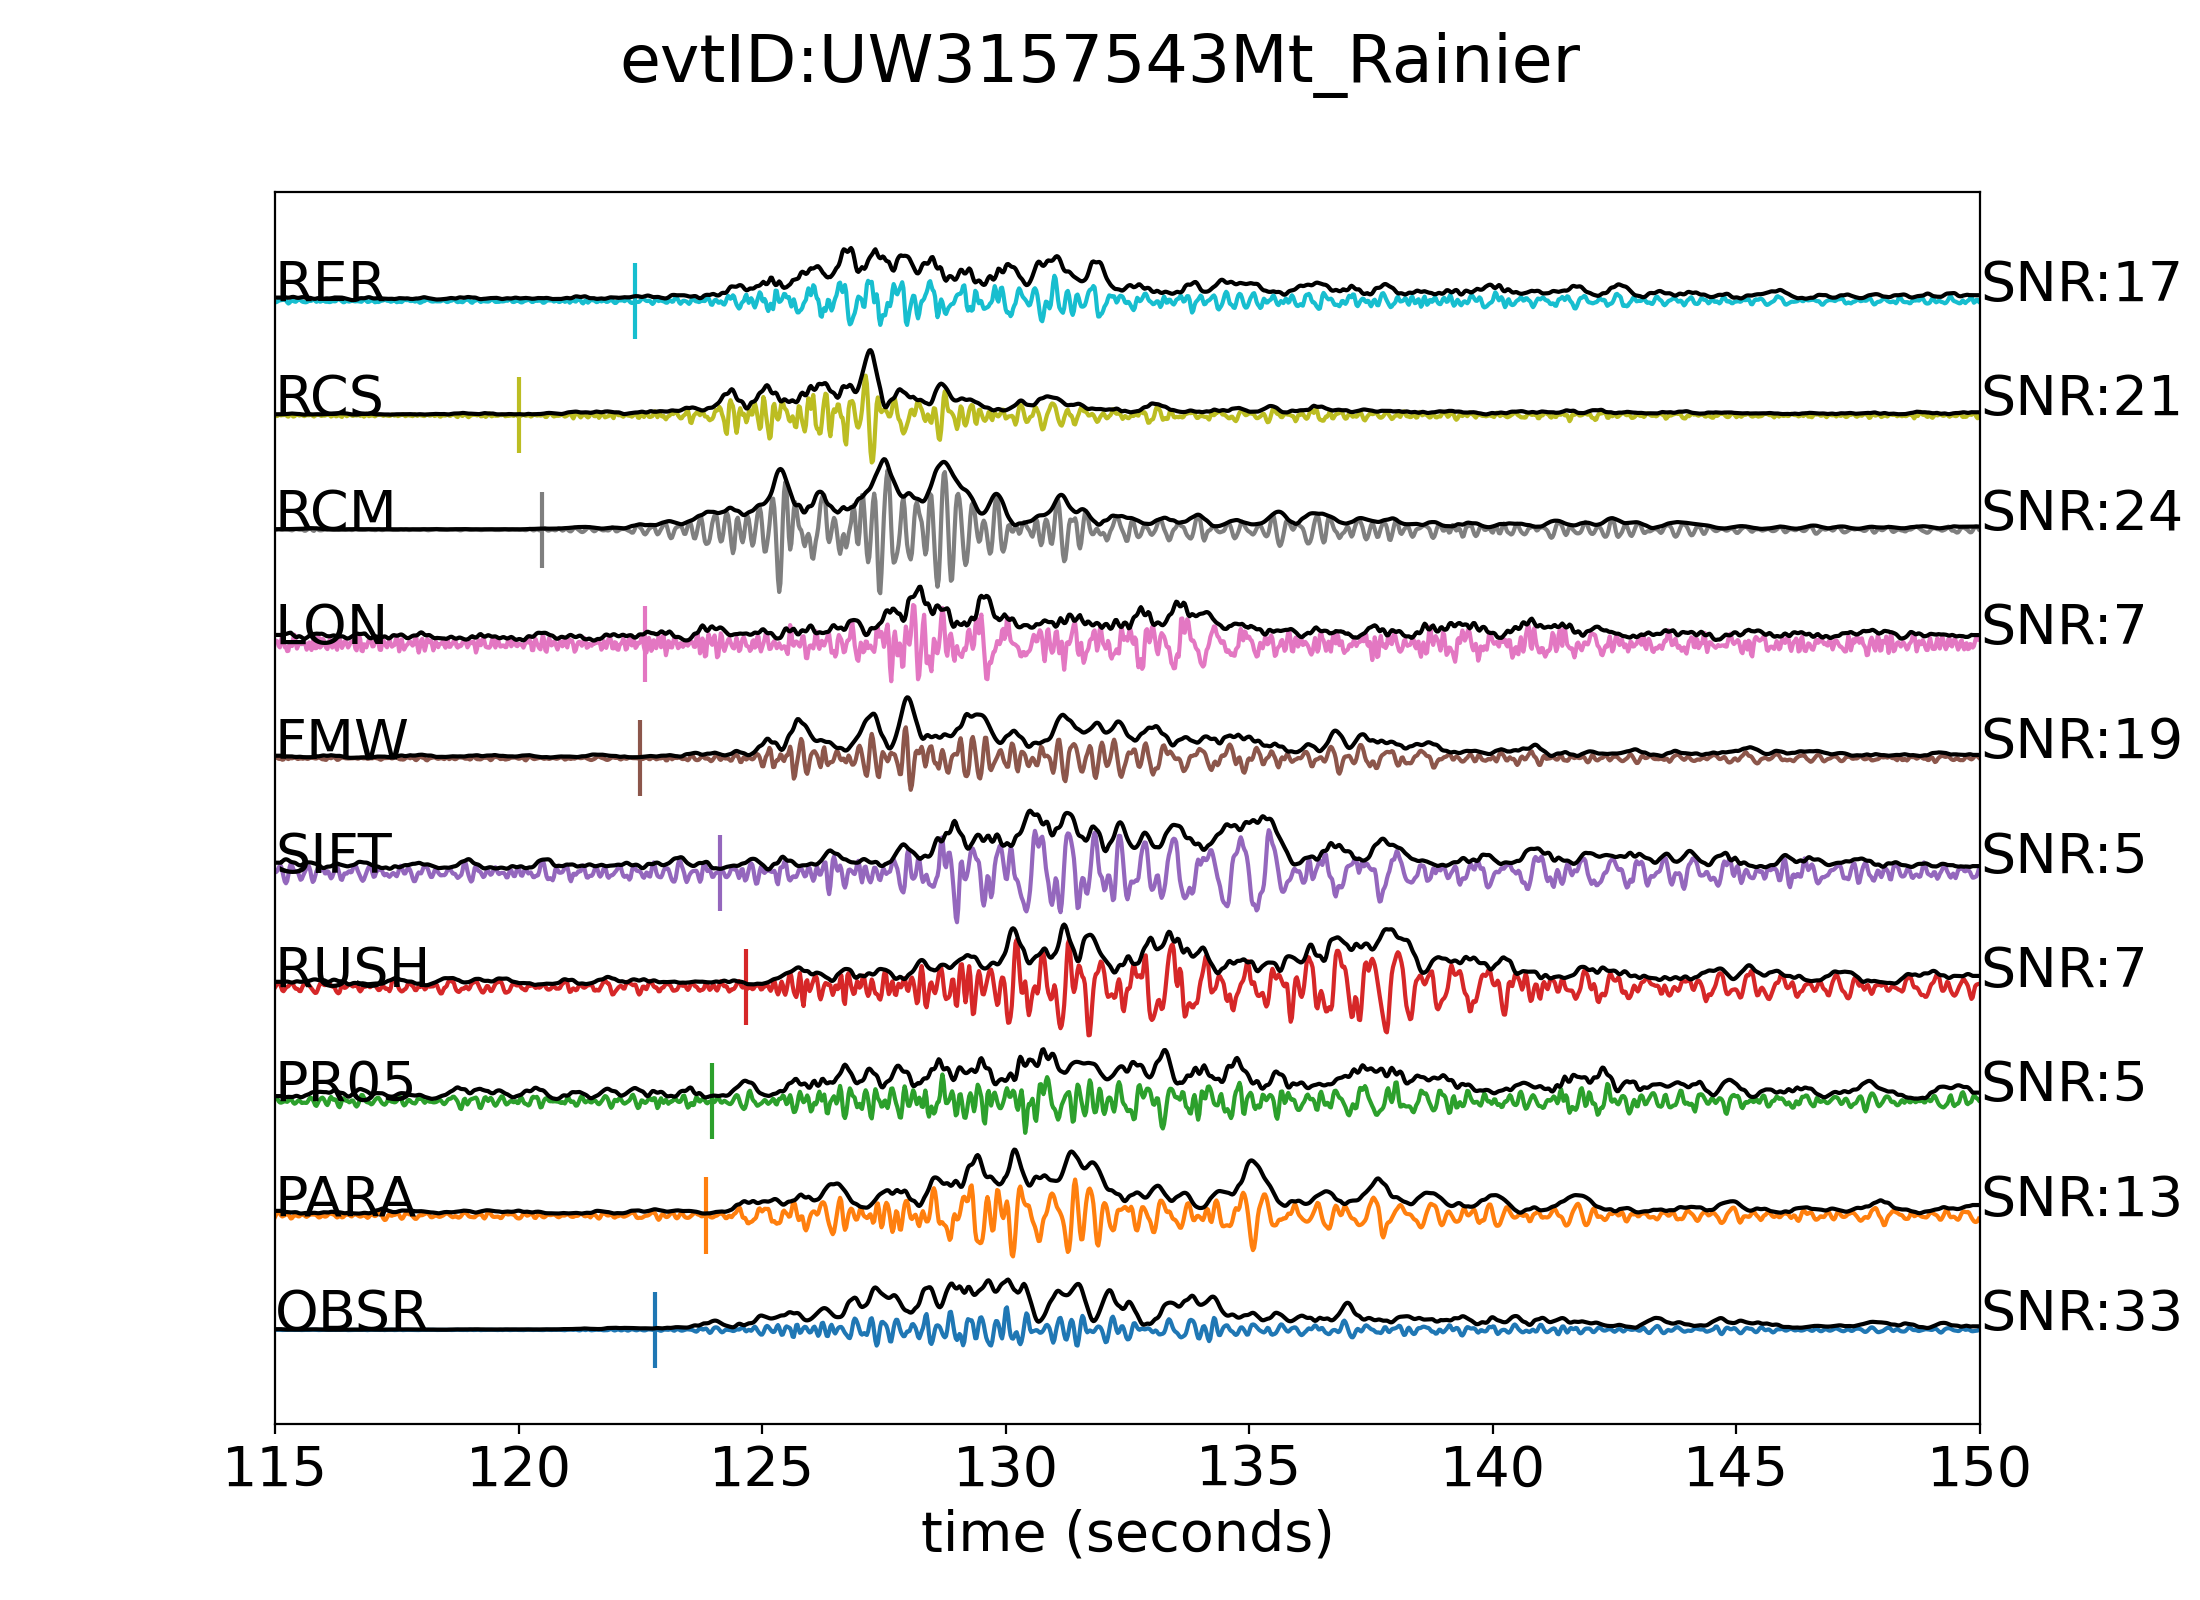 evtID:UW3157543Mt_Rainier
RER SNR:17
RCS SNR:21
RCM SNR:24
LON SNR:7
FMW SNR:19
SIFT SNR:5
RUSH SNR:7
PR05 SNR:5
PARA SNR:13
OBSR SNR:33
115 120 125 130 135 140 145 150
time (seconds)